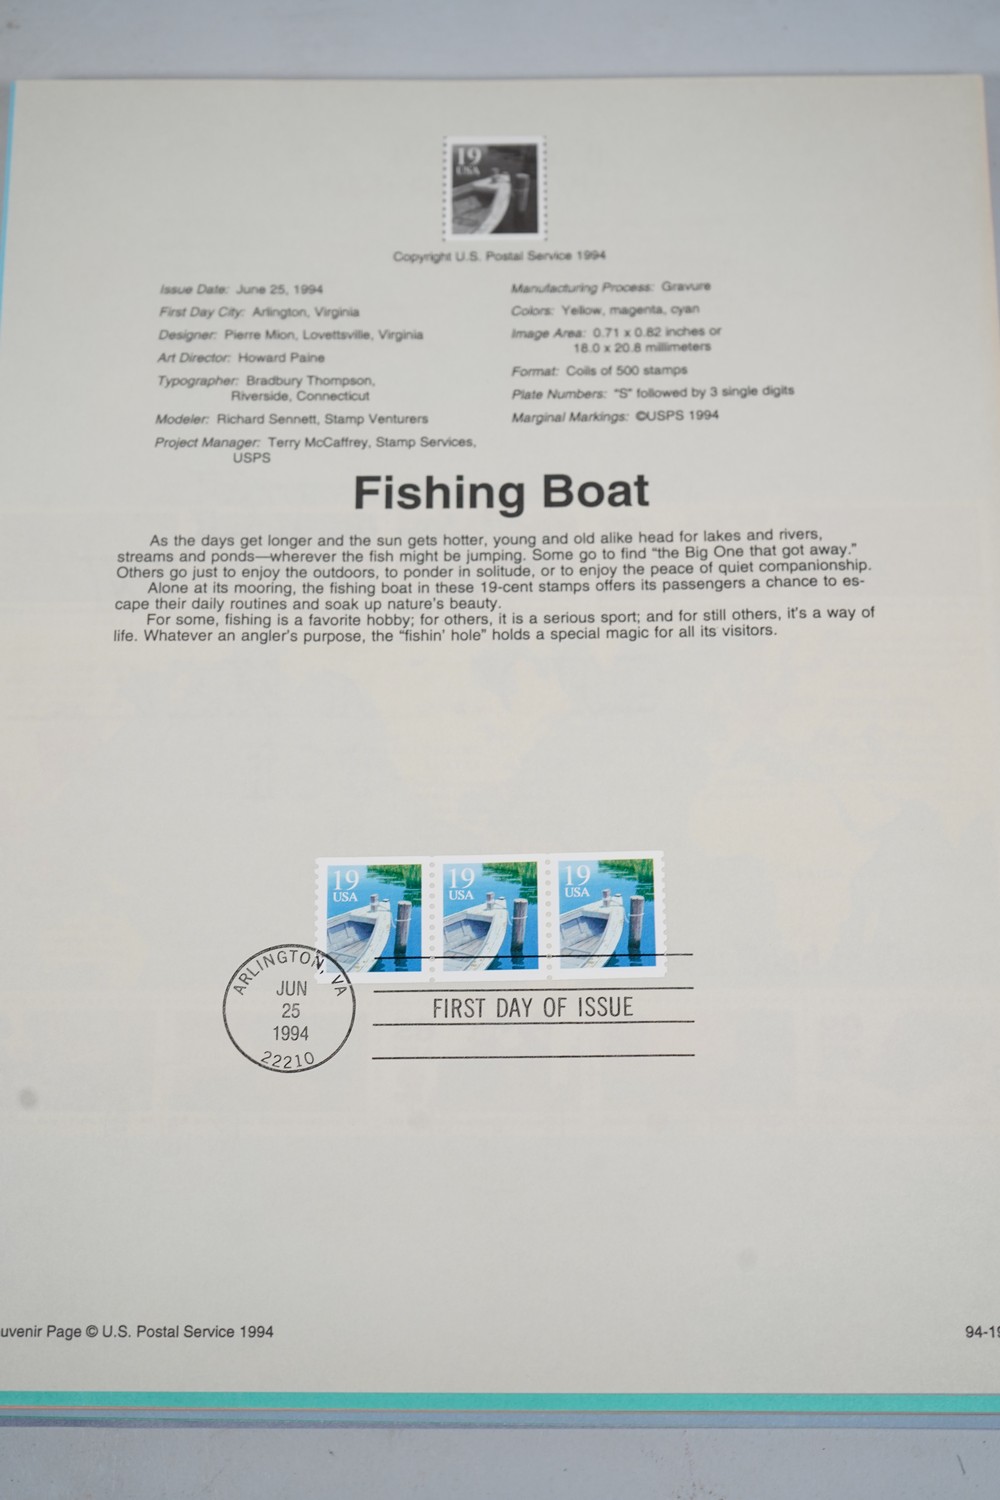 19
USA
Copyright U.S. Postal Service 1994
Issue Date: June 25, 1994
First Day City: Arlington, Virginia
Designer: Pierre Mion, Lovettsville, Virginia
Art Director: Howard Paine
Typographer: Bradbury Thompson,
Riverside, Connecticut
Modeler: Richard Sennett, Stamp Venturers
Project Manager: Terry McCaffrey, Stamp Services,
USPS
Manufacturing Process: Gravure
Colors: Yellow, magenta, cyan
Image Area: 0.71 x 0.82 inches or
18.0 x 20.8 millimeters
Format: Coils of 500 stamps
Plate Numbers: "S" followed by 3 single digits
Marginal Markings: ©USPS 1994
Fishing Boat
As the days get longer and the sun gets hotter, young and old alike head for lakes and rivers,
streams and ponds—wherever the fish might be jumping. Some go to find "the Big One that got away."
Others go just to enjoy the outdoors, to ponder in solitude, or to enjoy the peace of quiet companionship.
Alone at its mooring, the fishing boat in these 19-cent stamps offers its passengers a chance to es-
cape their daily routines and soak up nature's beauty.
For some, fishing is a favorite hobby; for others, it is a serious sport; and for still others, it's a way of
life. Whatever an angler's purpose, the "fishin' hole" holds a special magic for all its visitors.
19
USA
19
USA
19
USA
ARLINGTON, VA
JUN
25
1994
22210
FIRST DAY OF ISSUE
uvenir Page © U.S. Postal Service 1994
94-19